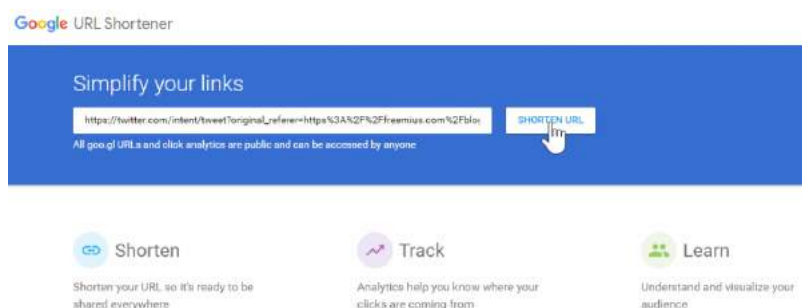 Google URL Shortener
Simplify your links
https://twitter.com/intent/tweet?original_referer=https%3A%2F%2Ffreemius.com%2Fblog
SHORTEN URL
All goo.gl URLs and click analytics are public and can be accessed by anyone
Shorten
Track
Learn
Shorten your URL so it's ready to be
shared everywhere
Analytics help you know where your
clicks are coming from
Understand and visualize your
audience